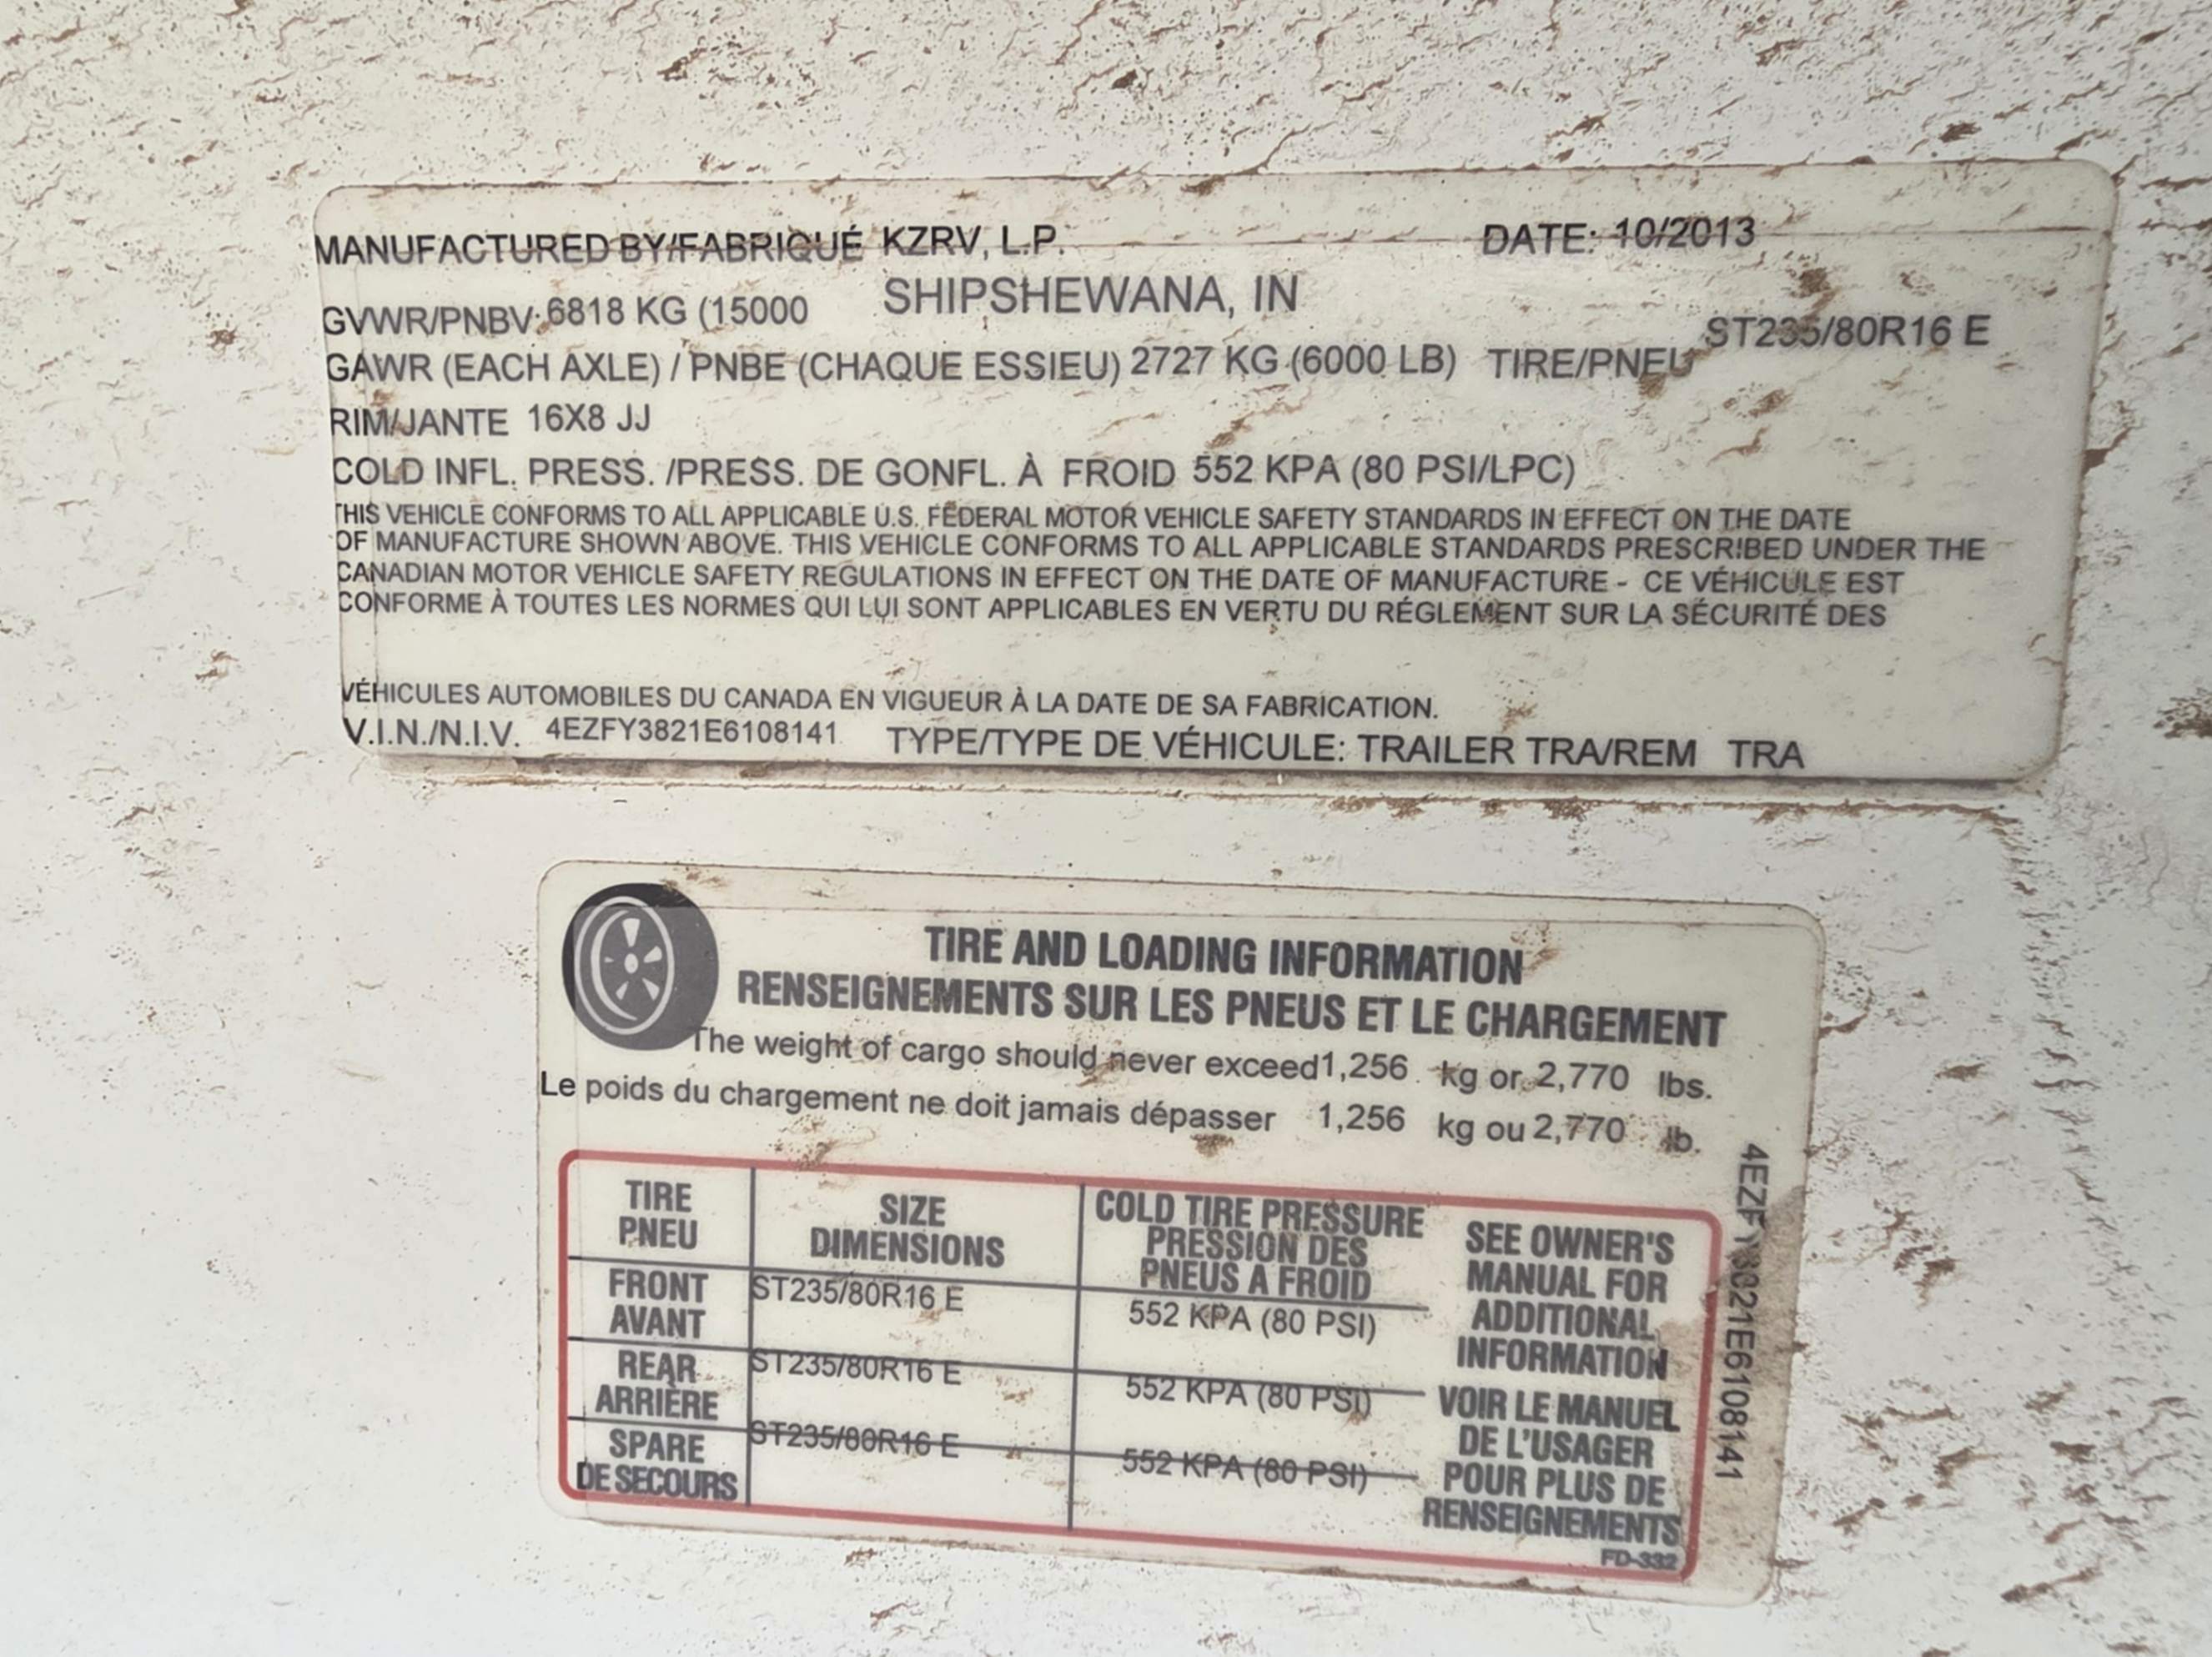 MANUFACTURED BY/FABRIQUÉ KZRV, L.P. DATE: 10/2013
SHIPSHEWANA, IN
GVWR/PNBV: 6818 KG (15000
GAWR (EACH AXLE) / PNBE (CHAQUE ESSIEU) 2727 KG (6000 LB) TIRE/PNEU ST235/80R16 E
RIM/JANTE 16X8 JJ
COLD INFL. PRESS. /PRESS. DE GONFL. À FROID 552 KPA (80 PSI/LPC)
THIS VEHICLE CONFORMS TO ALL APPLICABLE U.S. FEDERAL MOTOR VEHICLE SAFETY STANDARDS IN EFFECT ON THE DATE
OF MANUFACTURE SHOWN ABOVE. THIS VEHICLE CONFORMS TO ALL APPLICABLE STANDARDS PRESCRIBED UNDER THE
CANADIAN MOTOR VEHICLE SAFETY REGULATIONS IN EFFECT ON THE DATE OF MANUFACTURE - CE VÉHICULE EST
CONFORME À TOUTES LES NORMES QUI LUI SONT APPLICABLES EN VERTU DU RÉGLEMENT SUR LA SÉCURITÉ DES
VÉHICULES AUTOMOBILES DU CANADA EN VIGUEUR À LA DATE DE SA FABRICATION.
V.I.N./N.I.V. 4EZFY3821E6108141 TYPE/TYPE DE VÉHICULE: TRAILER TRA/REM TRA
TIRE AND LOADING INFORMATION
RENSEIGNEMENTS SUR LES PNEUS ET LE CHARGEMENT
The weight of cargo should never exceed 1,256 kg or 2,770 lbs.
Le poids du chargement ne doit jamais dépasser 1,256 kg ou 2,770 lb.
TIRE
PNEU
SIZE
DIMENSIONS
COLD TIRE PRESSURE
PRESSION DES
PNEUS A FROID
FRONT
AVANT
ST235/80R16 E
552 KPA (80 PSI)
REAR
ARRIÈRE
ST235/80R16 E
552 KPA (80 PSI)
SPARE
DE SECOURS
ST235/80R16 E
552 KPA (80 PSI)
SEE OWNER'S
MANUAL FOR
ADDITIONAL
INFORMATION
VOIR LE MANUEL
DE L'USAGER
POUR PLUS DE
RENSEIGNEMENTS
FD-332
4EZFY3821E6108141